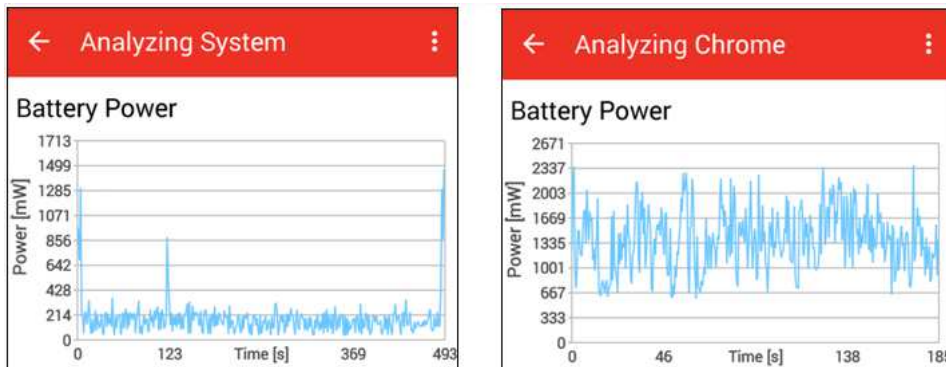 Analyzing System
Battery Power
1713
1499
1285
1071
856
642
428
214
0
Power [mW]
0 123 Time [s] 369 493
Analyzing Chrome
Battery Power
2671
2337
2003
1669
1335
1001
667
333
0
Power [mW]
0 46 Time [s] 138 185